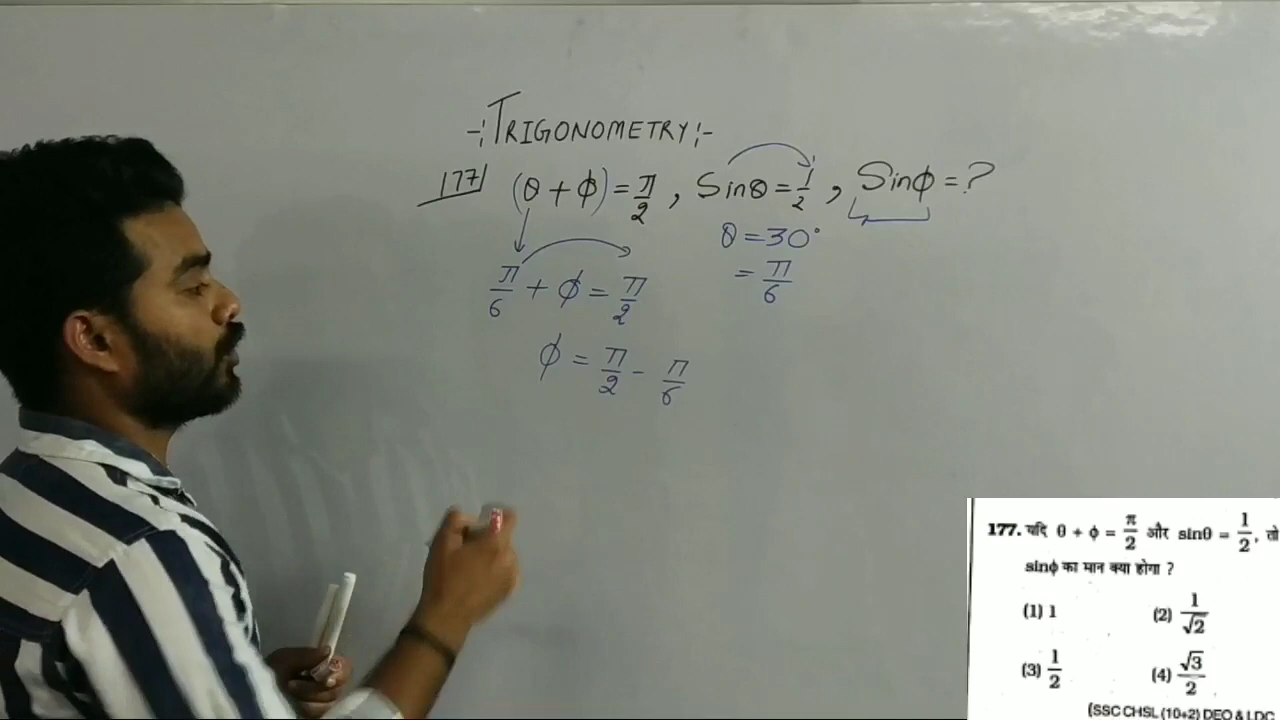 -:TRIGONOMETRY:-
177) (θ + ϕ) = π/2, Sinθ = 1/2, Sinϕ = ?
θ = 30°
= π/6
π/6 + ϕ = π/2
ϕ = π/2 - π/6
177. यदि θ + ϕ = π/2 और sinθ = 1/2, तो
sinϕ का मान क्या होगा ?
(1) 1 (2) 1/√2
(3) 1/2 (4) √3/2
(SSC CHSL (10+2) DEO & LDC